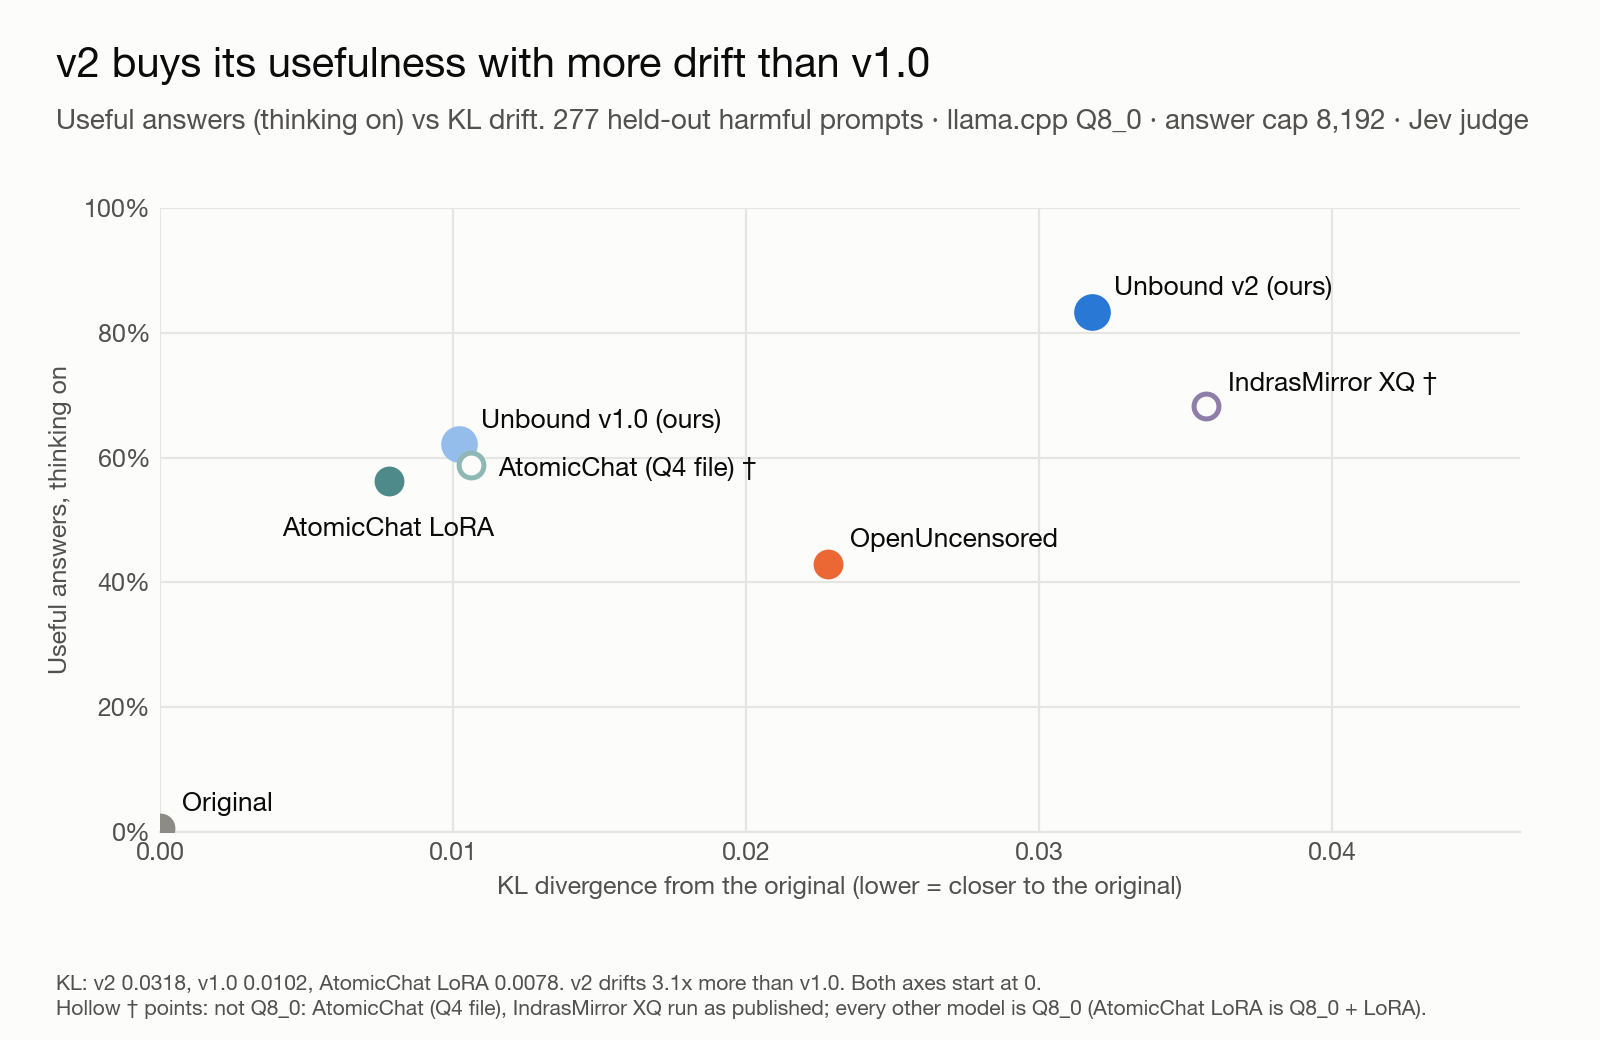 v2 buys its usefulness with more drift than v1.0
Useful answers (thinking on) vs KL drift. 277 held-out harmful prompts · llama.cpp Q8_0 · answer cap 8,192 · Jev judge
100%
Unbound v2 (ours)
80%
IndrasMirror XQ †
Unbound v1.0 (ours)
60%
AtomicChat (Q4 file) †
AtomicChat LoRA
OpenUncensored
40%
20%
Original
0%
Useful answers, thinking on
0.00
0.01
0.02
0.03
0.04
KL divergence from the original (lower = closer to the original)
KL: v2 0.0318, v1.0 0.0102, AtomicChat LoRA 0.0078. v2 drifts 3.1x more than v1.0. Both axes start at 0.
Hollow † points: not Q8_0: AtomicChat (Q4 file), IndrasMirror XQ run as published; every other model is Q8_0 (AtomicChat LoRA is Q8_0 + LoRA).